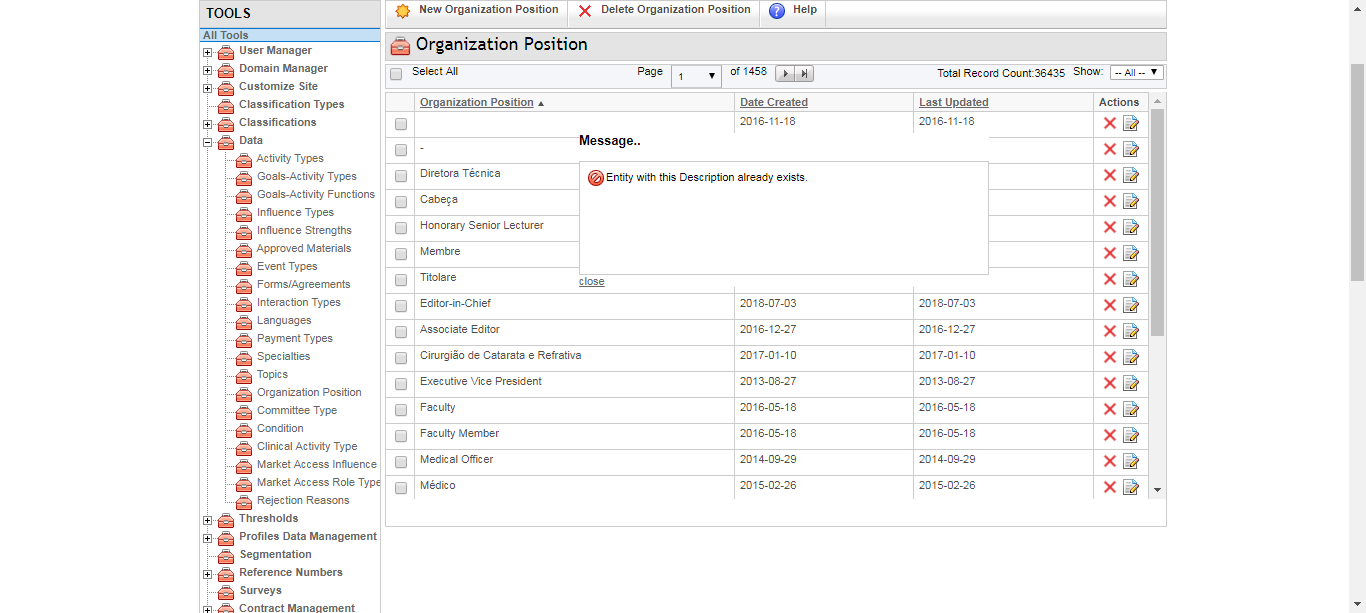 TOOLS
All Tools
User Manager
Domain Manager
Customize Site
Classification Types
Classifications
Data
Activity Types
Goals-Activity Types
Goals-Activity Functions
Influence Types
Influence Strengths
Approved Materials
Event Types
Forms/Agreements
Interaction Types
Languages
Payment Types
Specialties
Topics
Organization Position
Committee Type
Condition
Clinical Activity Type
Market Access Influence
Market Access Role Type
Rejection Reasons
Thresholds
Profiles Data Management
Segmentation
Reference Numbers
Surveys
Contract Management
New Organization Position Delete Organization Position Help
Organization Position
Select All Page 1 of 1458 Total Record Count:36435 Show: -- All --
Organization Position Date Created Last Updated Actions
2016-11-18 2016-11-18
Message..
-
Diretora Técnica
Entity with this Description already exists.
Cabeça
Honorary Senior Lecturer
Membre
Titolare
close
Editor-in-Chief 2018-07-03 2018-07-03
Associate Editor 2016-12-27 2016-12-27
Cirurgião de Catarata e Refrativa 2017-01-10 2017-01-10
Executive Vice President 2013-08-27 2013-08-27
Faculty 2016-05-18 2016-05-18
Faculty Member 2016-05-18 2016-05-18
Medical Officer 2014-09-29 2014-09-29
Médico 2015-02-26 2015-02-26